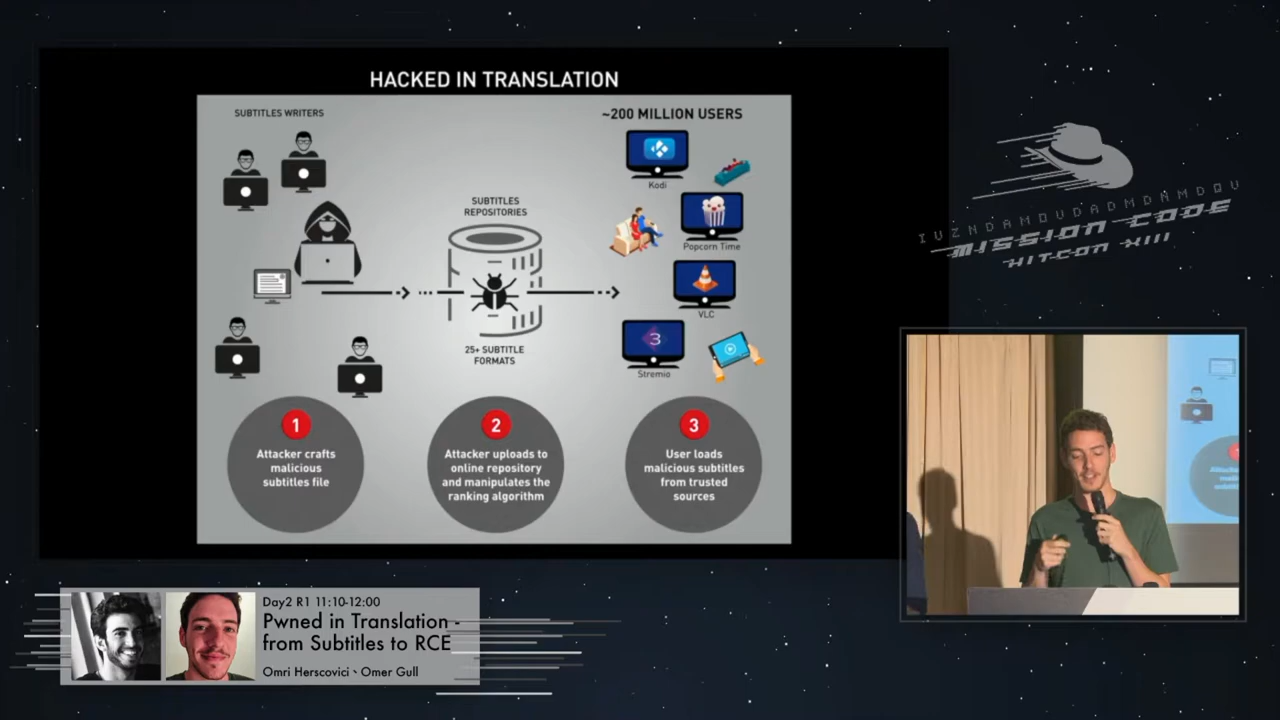 HACKED IN TRANSLATION
SUBTITLES WRITERS
~200 MILLION USERS
Kodi
SUBTITLES
REPOSITORIES
Popcorn Time
VLC
25+ SUBTITLE
FORMATS
3
Stremio
1
Attacker crafts
malicious
subtitles file
2
Attacker uploads to
online repository
and manipulates the
ranking algorithm
3
User loads
malicious subtitles
from trusted
sources
MISSION CODE
HITCON XIII
Day2 R1 11:10-12:00
Pwned in Translation -
from Subtitles to RCE
Omri Herscovici、Omer Gull